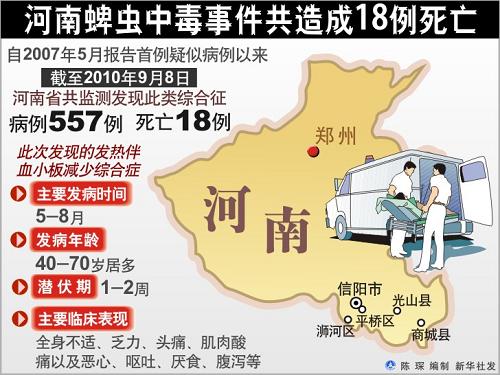 河南蜱虫中毒事件共造成18例死亡
自2007年5月报告首例疑似病例以来
截至2010年9月8日
河南省共监测发现此类综合征
病例557例 死亡18例
此次发现的发热伴
血小板减少综合症
主要发病时间
5－8月
发病年龄
40－70岁居多
潜伏期 1－2周
主要临床表现
全身不适、乏力、头痛、肌肉酸
痛以及恶心、呕吐、厌食、腹泻等
郑州
河南
信阳市
光山县
浉河区
平桥区
商城县
陈 琛 编制 新华社发